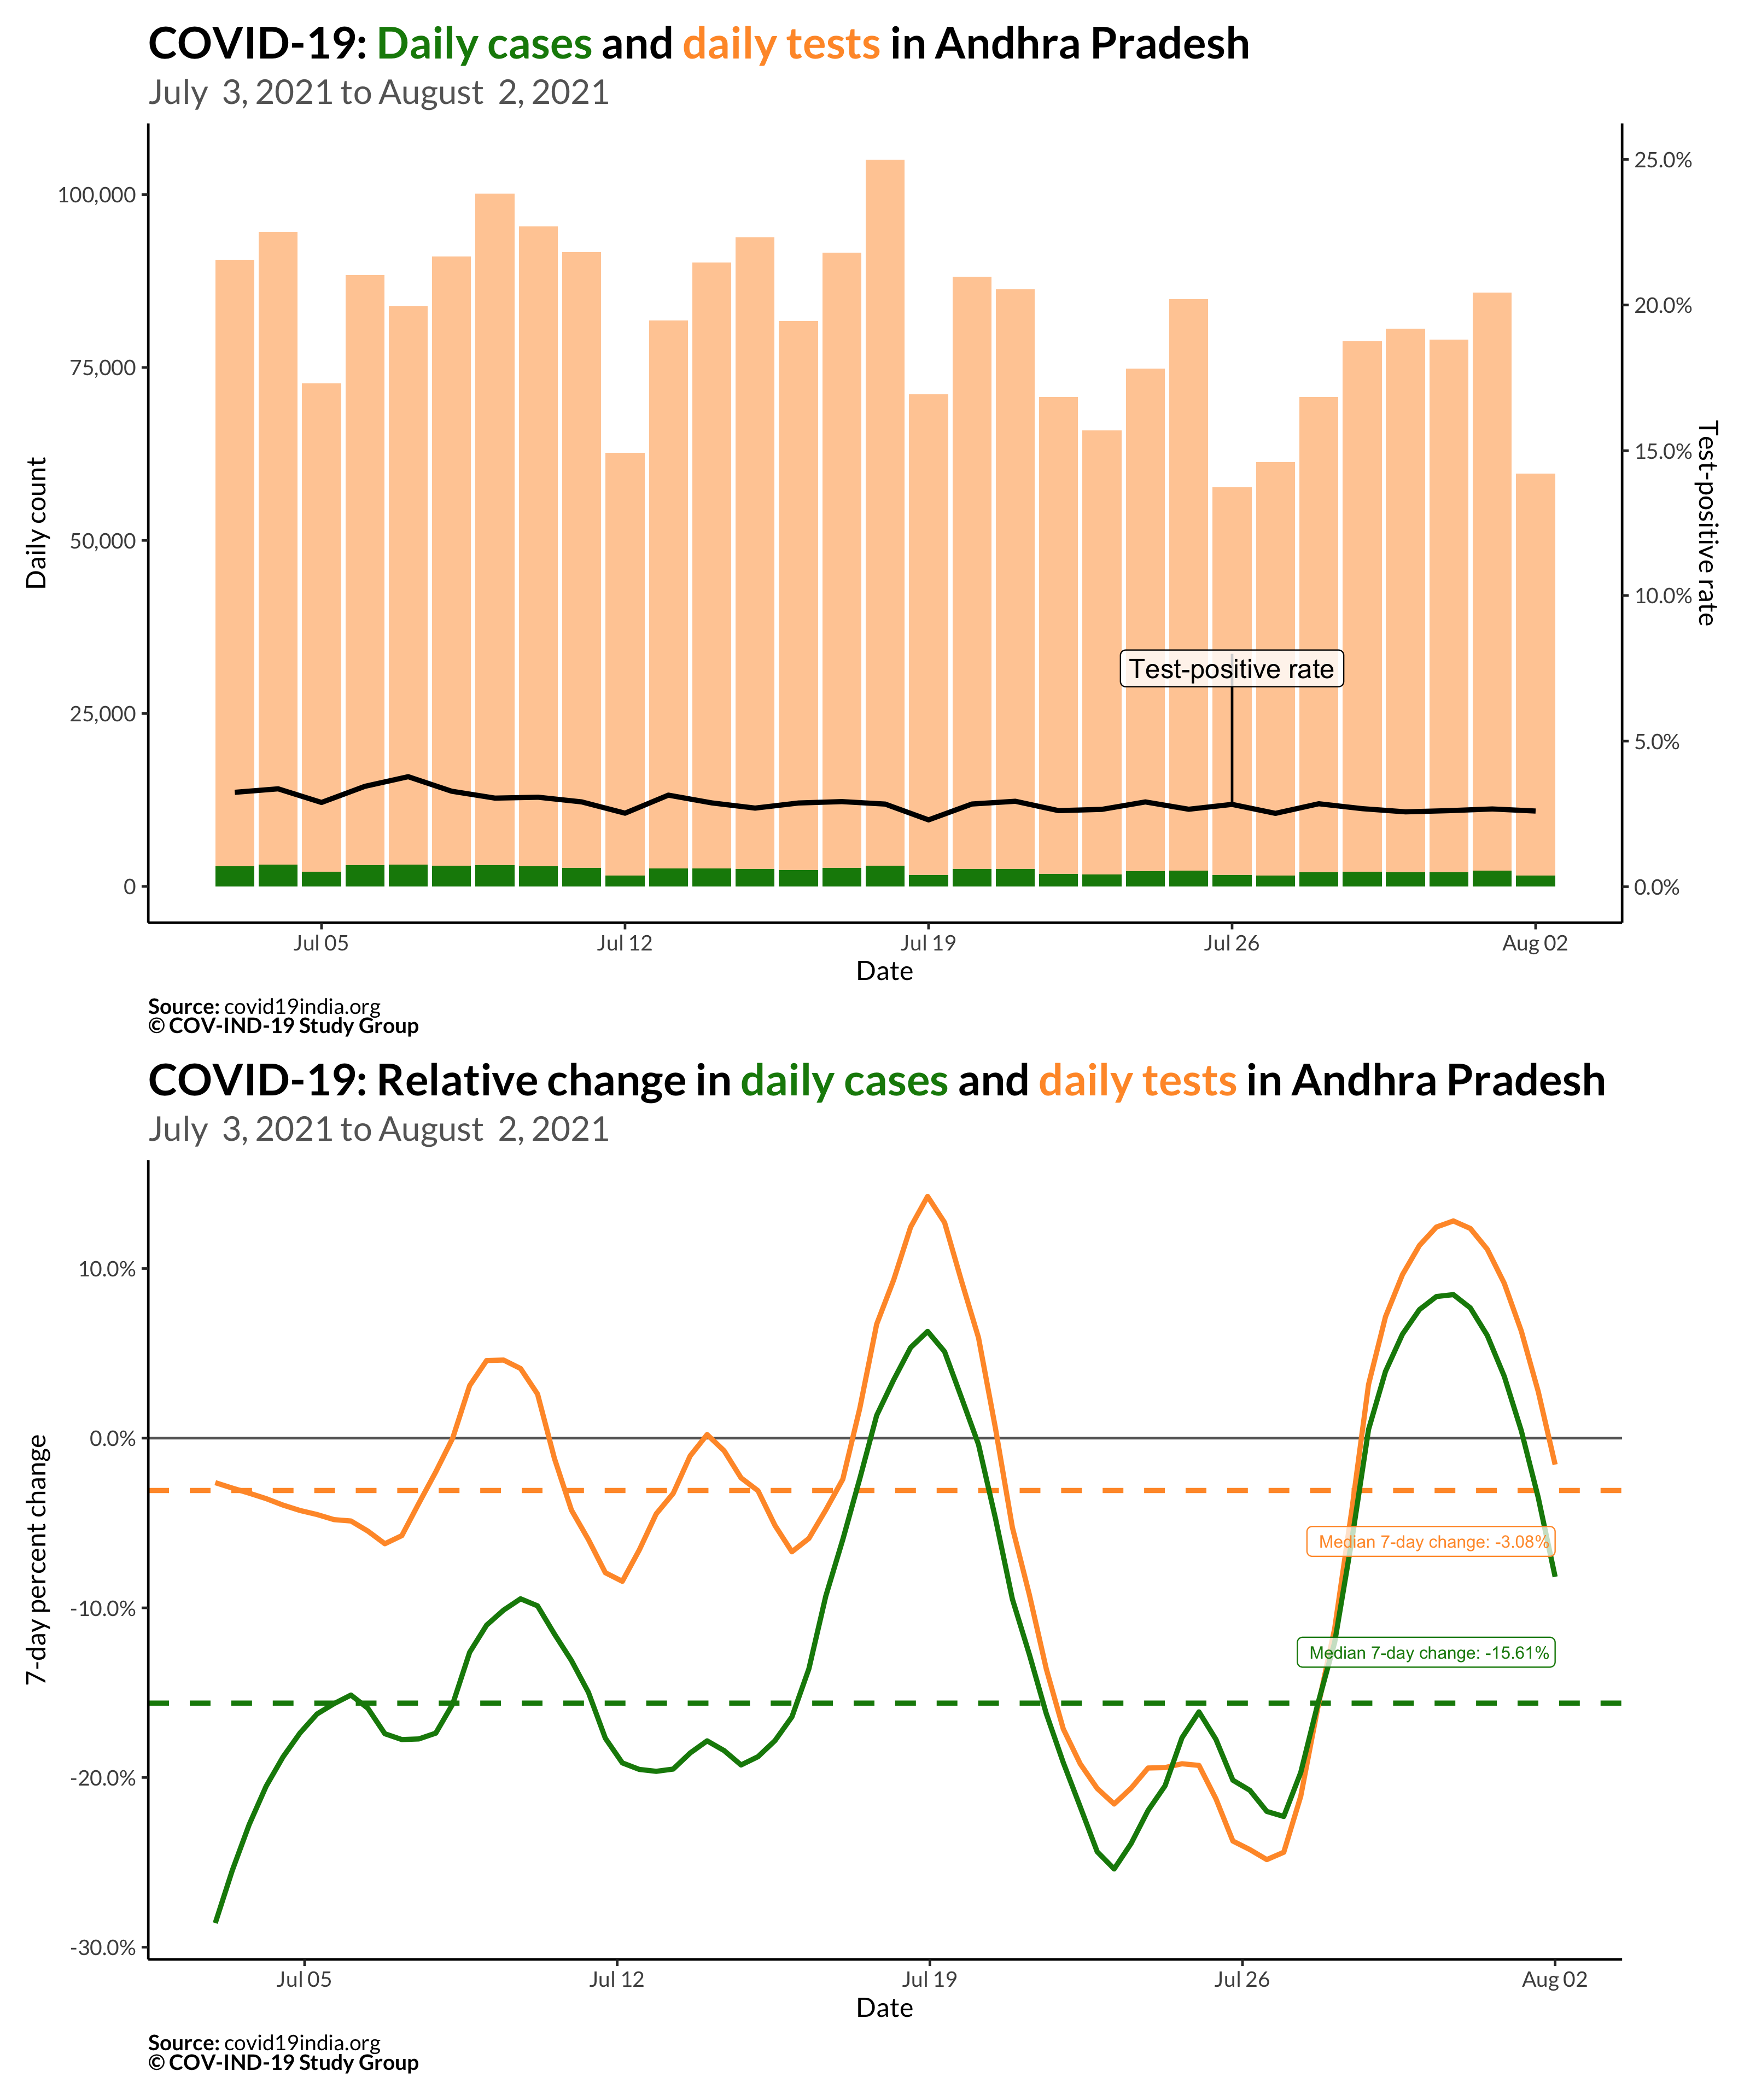 COVID-19: Daily cases and daily tests in Andhra Pradesh
July 3, 2021 to August 2, 2021
100,000
75,000
50,000
25,000
0
Daily count
25.0%
20.0%
15.0%
10.0%
5.0%
0.0%
Test-positive rate
Test-positive rate
Jul 05
Jul 12
Jul 19
Jul 26
Aug 02
Date
Source: covid19india.org
© COV-IND-19 Study Group
COVID-19: Relative change in daily cases and daily tests in Andhra Pradesh
July 3, 2021 to August 2, 2021
10.0%
0.0%
-10.0%
-20.0%
-30.0%
7-day percent change
Median 7-day change: -3.08%
Median 7-day change: -15.61%
Jul 05
Jul 12
Jul 19
Jul 26
Aug 02
Date
Source: covid19india.org
© COV-IND-19 Study Group